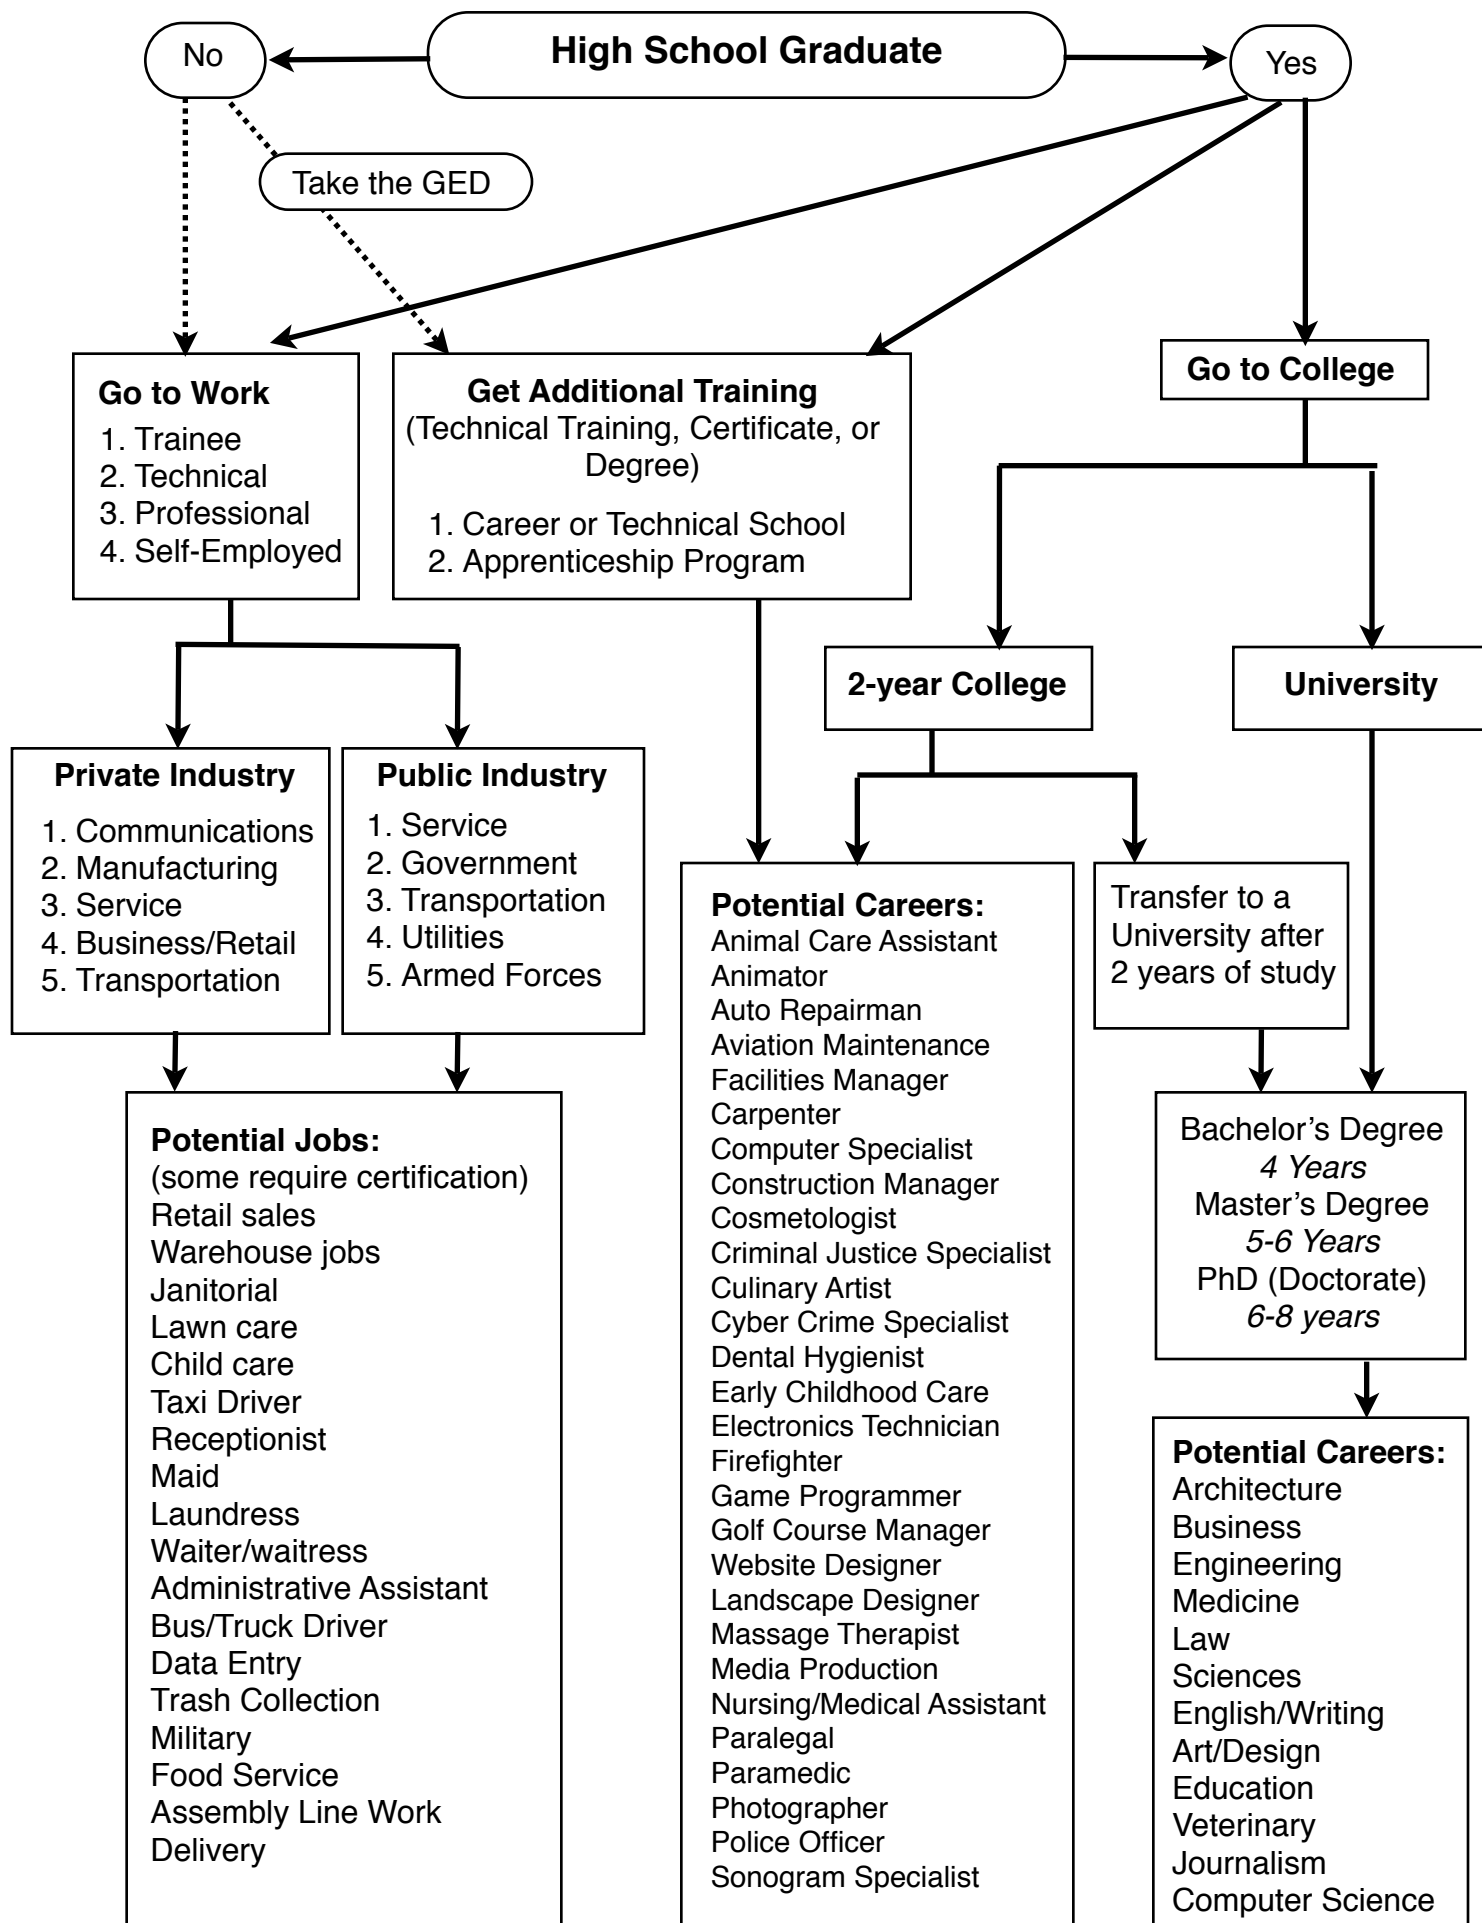 High School Graduate
No
Yes
Take the GED
Go to Work
1. Trainee
2. Technical
3. Professional
4. Self-Employed
Get Additional Training
(Technical Training, Certificate, or
Degree)
1. Career or Technical School
2. Apprenticeship Program
Go to College
2-year College
University
Private Industry
1. Communications
2. Manufacturing
3. Service
4. Business/Retail
5. Transportation
Public Industry
1. Service
2. Government
3. Transportation
4. Utilities
5. Armed Forces
Potential Jobs:
(some require certification)
Retail sales
Warehouse jobs
Janitorial
Lawn care
Child care
Taxi Driver
Receptionist
Maid
Laundress
Waiter/waitress
Administrative Assistant
Bus/Truck Driver
Data Entry
Trash Collection
Military
Food Service
Assembly Line Work
Delivery
Potential Careers:
Animal Care Assistant
Animator
Auto Repairman
Aviation Maintenance
Facilities Manager
Carpenter
Computer Specialist
Construction Manager
Cosmetologist
Criminal Justice Specialist
Culinary Artist
Cyber Crime Specialist
Dental Hygienist
Early Childhood Care
Electronics Technician
Firefighter
Game Programmer
Golf Course Manager
Website Designer
Landscape Designer
Massage Therapist
Media Production
Nursing/Medical Assistant
Paralegal
Paramedic
Photographer
Police Officer
Sonogram Specialist
Transfer to a
University after
2 years of study
Bachelor's Degree
4 Years
Master's Degree
5-6 Years
PhD (Doctorate)
6-8 years
Potential Careers:
Architecture
Business
Engineering
Medicine
Law
Sciences
English/Writing
Art/Design
Education
Veterinary
Journalism
Computer Science